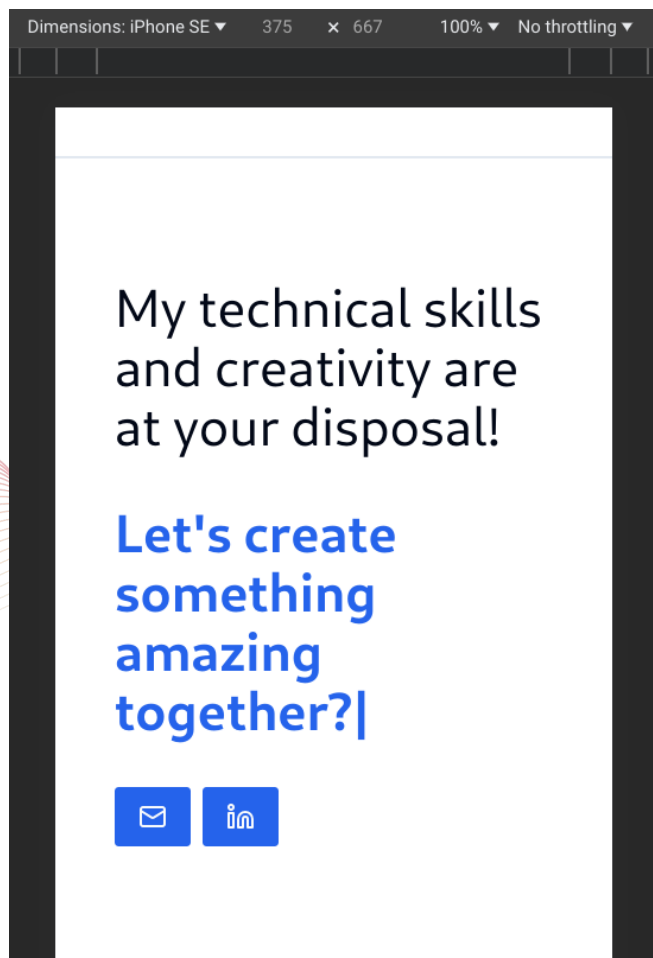 Dimensions: iPhone SE ▼ 375 × 667 100% ▼ No throttling ▼
My technical skills
and creativity are
at your disposal!
Let's create
something
amazing
together?|
in